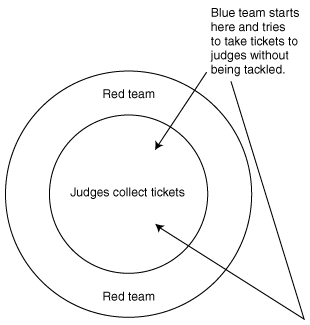 Blue team starts
here and tries
to take tickets to
judges without
being tackled.
Red team
Judges collect tickets
Red team